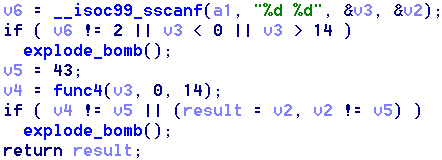 v6 = __isoc99_sscanf(a1, "%d %d", &v3, &v2);
if ( v6 != 2 || v3 < 0 || v3 > 14 )
  explode_bomb();
v5 = 43;
v4 = func4(v3, 0, 14);
if ( v4 != v5 || (result = v2, v2 != v5) )
  explode_bomb();
return result;